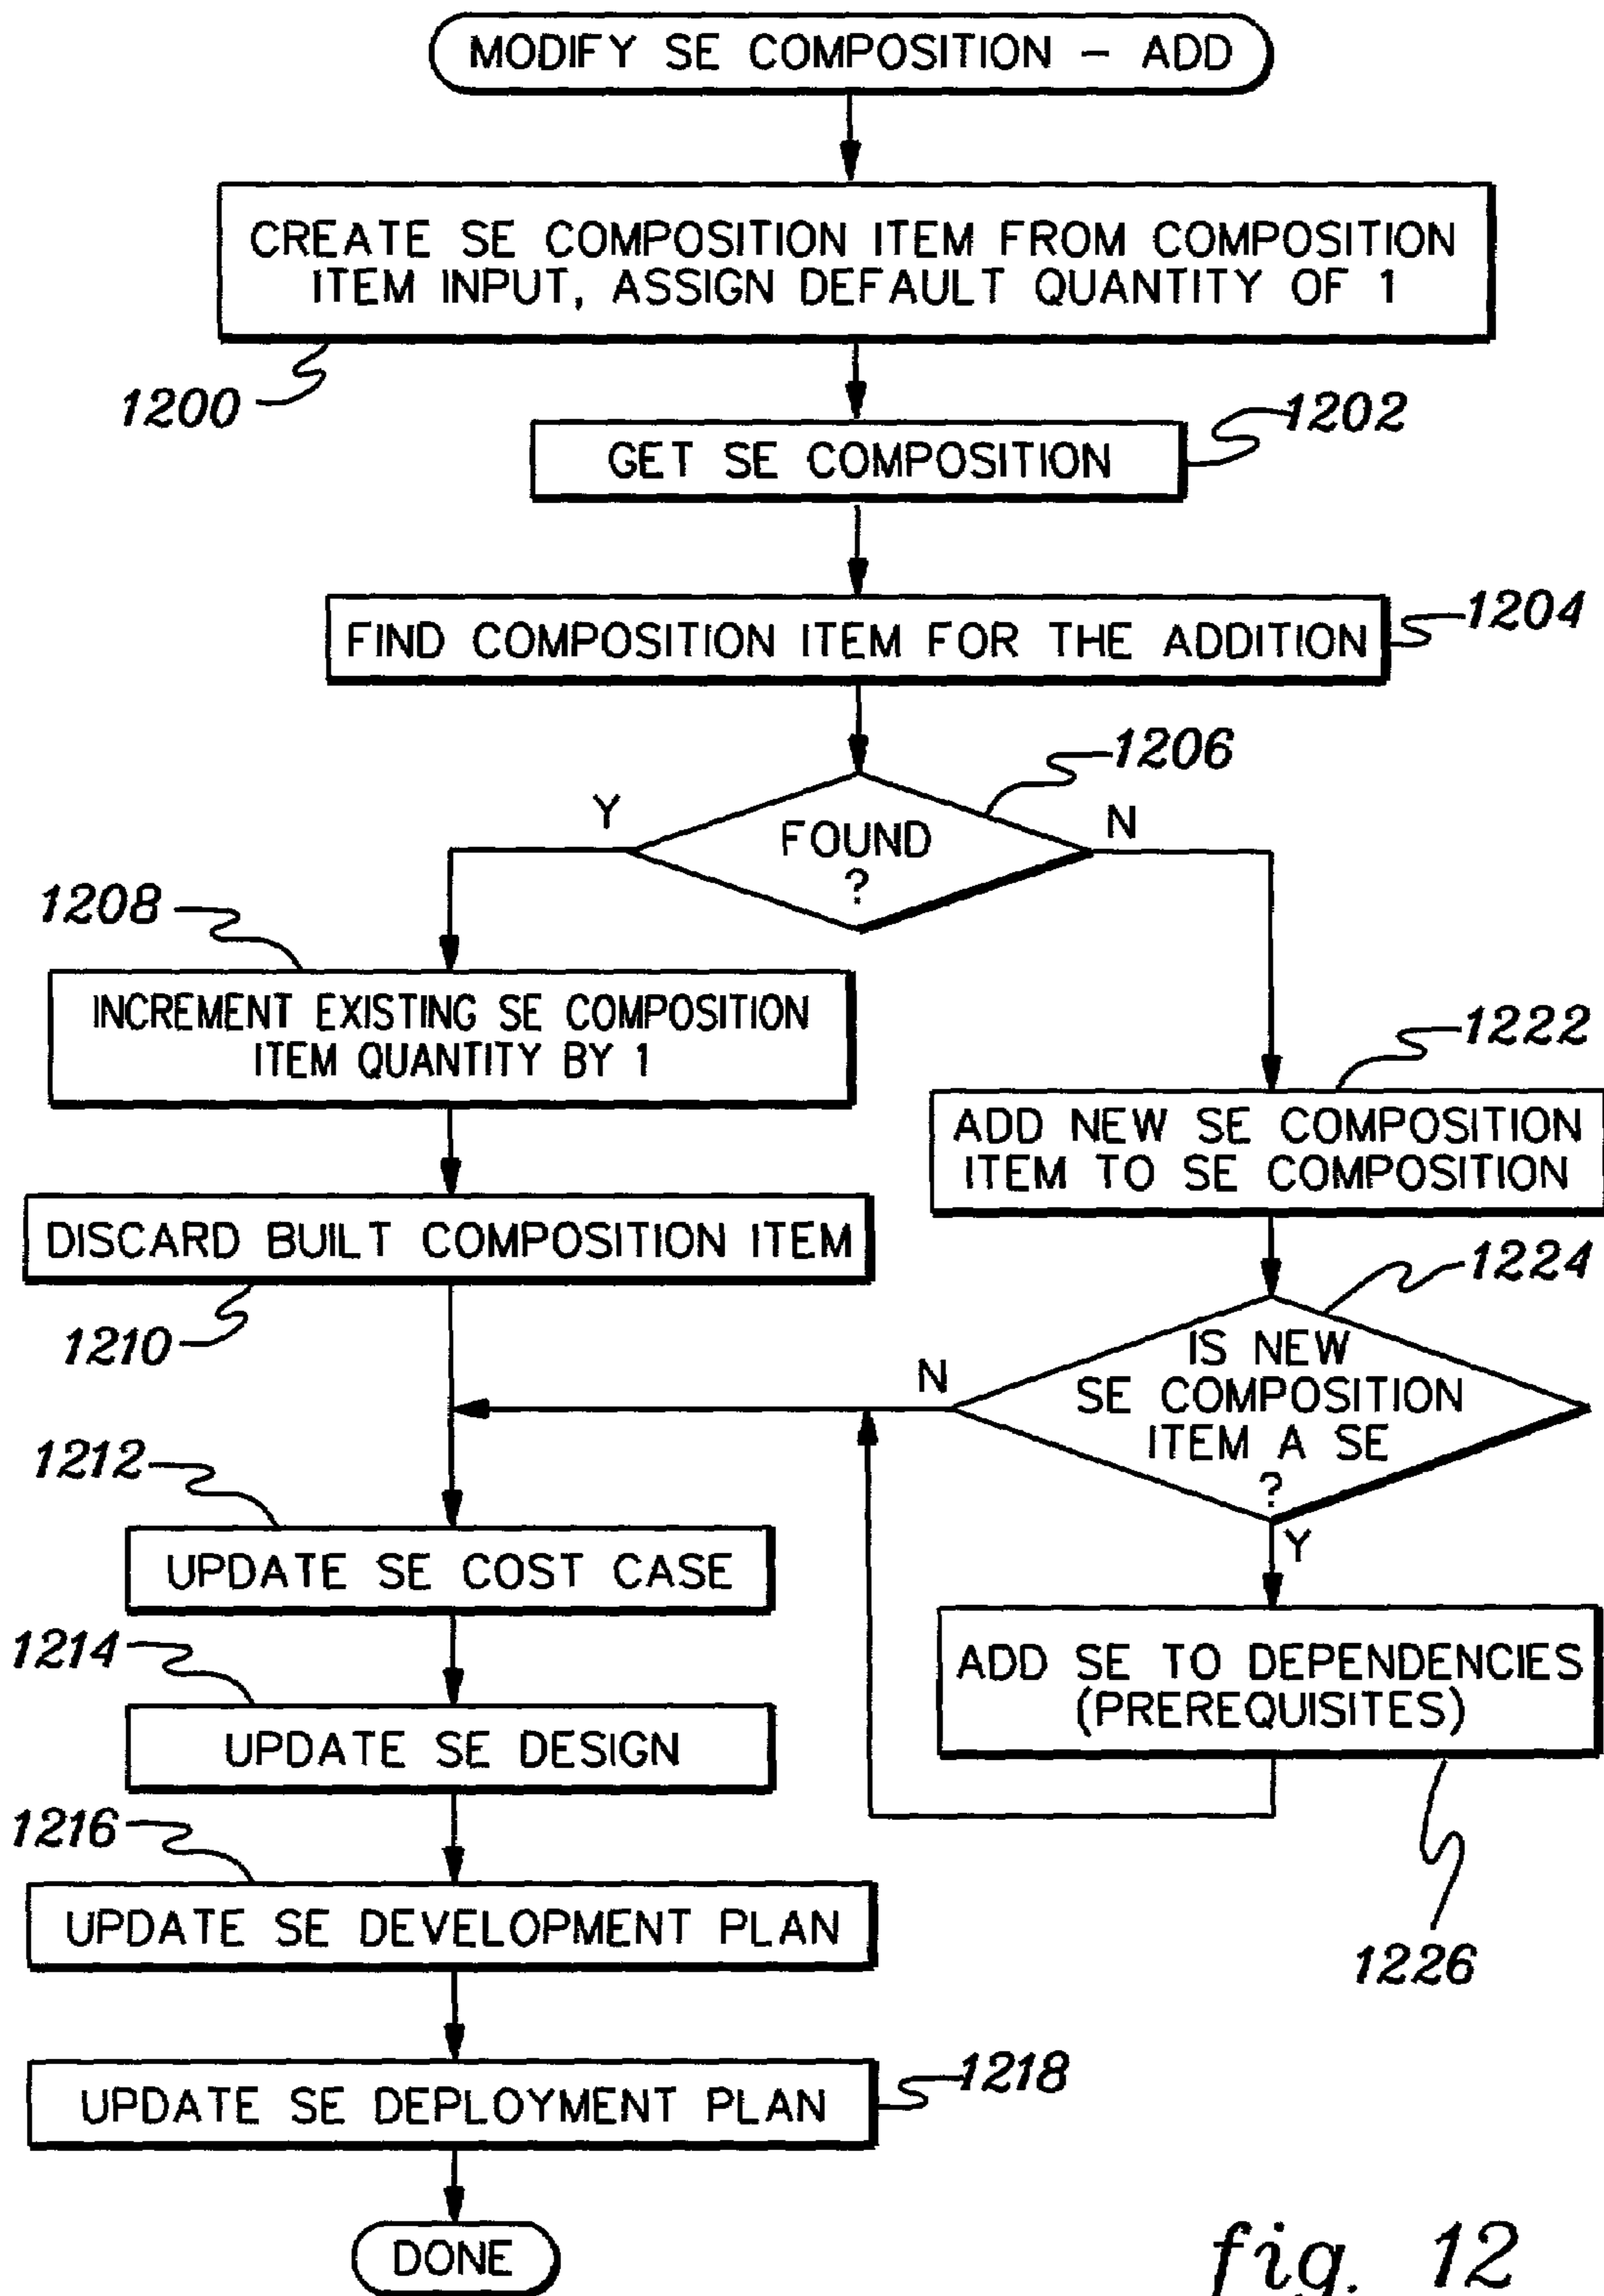 MODIFY SE COMPOSITION - ADD
CREATE SE COMPOSITION ITEM FROM COMPOSITION
ITEM INPUT, ASSIGN DEFAULT QUANTITY OF 1
1200
1202
GET SE COMPOSITION
1204
FIND COMPOSITION ITEM FOR THE ADDITION
1206
Y
N
FOUND
?
1208
INCREMENT EXISTING SE COMPOSITION
ITEM QUANTITY BY 1
1222
ADD NEW SE COMPOSITION
ITEM TO SE COMPOSITION
DISCARD BUILT COMPOSITION ITEM
1210
1224
IS NEW
SE COMPOSITION
ITEM A SE
?
N
Y
1212
UPDATE SE COST CASE
1214
UPDATE SE DESIGN
ADD SE TO DEPENDENCIES
(PREREQUISITES)
1226
1216
UPDATE SE DEVELOPMENT PLAN
1218
UPDATE SE DEPLOYMENT PLAN
DONE
fig. 12